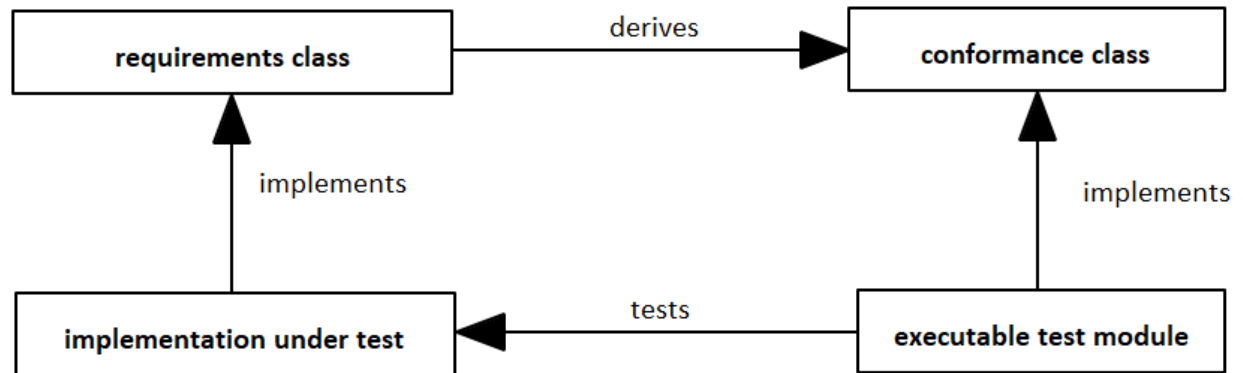 derives
requirements class
conformance class
implements
implements
tests
implementation under test
executable test module